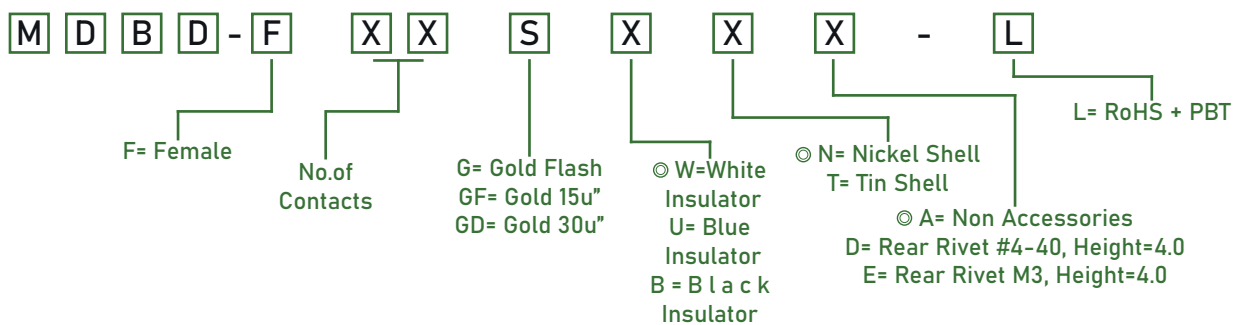 M D B D - F X X S X X X - L
L= RoHS + PBT
F= Female
No.of
Contacts
G= Gold Flash
GF= Gold 15u”
GD= Gold 30u”
◎ W=White
Insulator
U= Blue
Insulator
B = B l a c k
Insulator
◎ N= Nickel Shell
T= Tin Shell
◎ A= Non Accessories
D= Rear Rivet #4-40, Height=4.0
E= Rear Rivet M3, Height=4.0